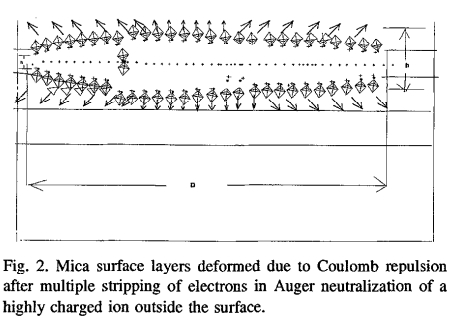 h
D
Fig. 2. Mica surface layers deformed due to Coulomb repulsion
after multiple stripping of electrons in Auger neutralization of a
highly charged ion outside the surface.